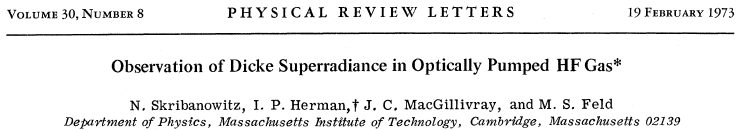 VOLUME 30, NUMBER 8 PHYSICAL REVIEW LETTERS 19 FEBRUARY 1973
Observation of Dicke Superradiance in Optically Pumped HF Gas*
N. Skribanowitz, I. P. Herman,† J. C. MacGillivray, and M. S. Feld
Department of Physics, Massachusetts Institute of Technology, Cambridge, Massachusetts 02139